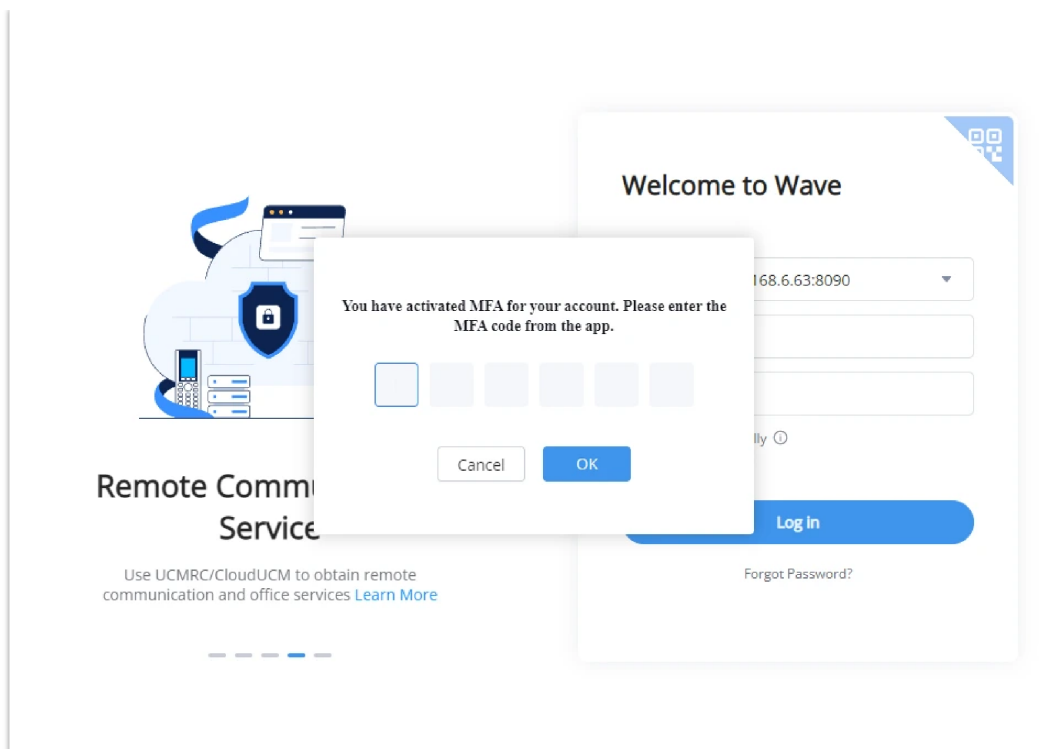 Welcome to Wave
168.6.63:8090
You have activated MFA for your account. Please enter the
MFA code from the app.
Cancel
OK
lly
Log in
Forgot Password?
Remote Commu
Service
Use UCMRC/CloudUCM to obtain remote
communication and office services Learn More